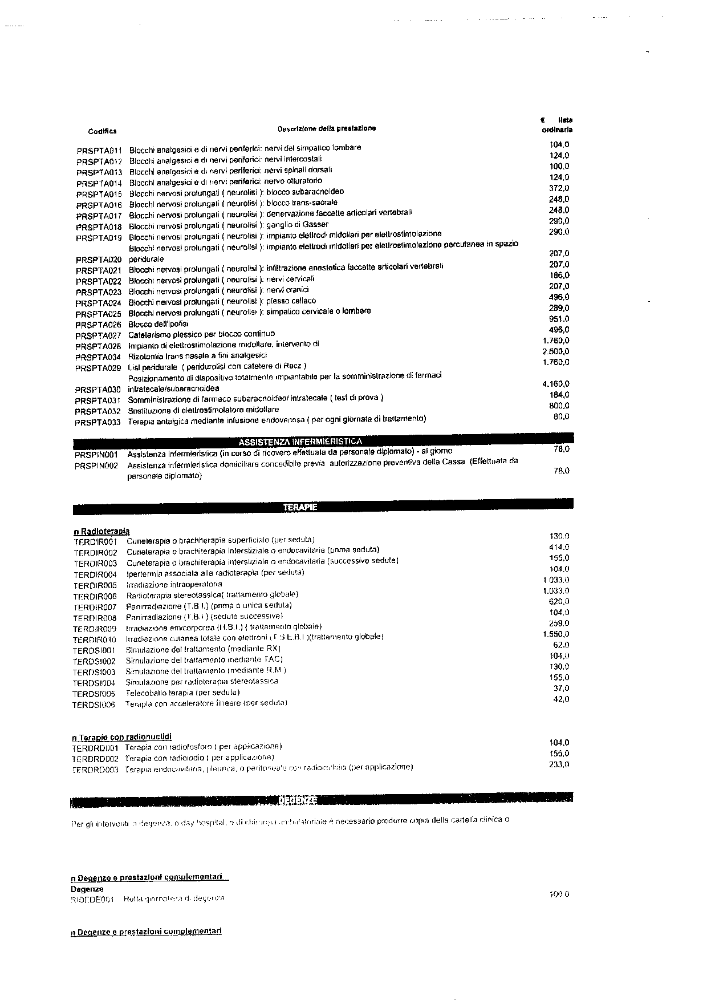 € lista
Codifica Descrizione della prestazione ordinaria
PRSPTA011 Blocchi analgesici e di nervi periferici: nervi del simpatico lombare 104,0
PRSPTA012 Blocchi analgesici e di nervi periferici: nervi intercostali 124,0
PRSPTA013 Blocchi analgesici e di nervi periferici: nervi spinali dorsali 100,0
PRSPTA014 Blocchi analgesici e di nervi periferici: nervo otturatorio 124,0
PRSPTA015 Blocchi nervosi prolungati ( neurolisi ): blocco subaracnoideo 372,0
PRSPTA016 Blocchi nervosi prolungati ( neurolisi ): blocco trans-sacrale 248,0
PRSPTA017 Blocchi nervosi prolungati ( neurolisi ): denervazione faccette articolari vertebrali 248,0
PRSPTA018 Blocchi nervosi prolungati ( neurolisi ): ganglio di Gasser 290,0
PRSPTA019 Blocchi nervosi prolungati ( neurolisi ): impianto elettrodi midollari per elettrostimolazione 290,0
Blocchi nervosi prolungati ( neurolisi ): impianto elettrodi midollari per elettrostimolazione percutanea in spazio
PRSPTA020 peridurale 207,0
PRSPTA021 Blocchi nervosi prolungati ( neurolisi ): infiltrazione anestetica faccette articolari vertebrali 207,0
PRSPTA022 Blocchi nervosi prolungati ( neurolisi ): nervi cervicali 186,0
PRSPTA023 Blocchi nervosi prolungati ( neurolisi ): nervi cranici 207,0
PRSPTA024 Blocchi nervosi prolungati ( neurolisi ): plesso celiaco 496,0
PRSPTA025 Blocchi nervosi prolungati ( neurolisi ): simpatico cervicale o lombare 289,0
PRSPTA026 Blocco dell'ipofisi 951,0
PRSPTA027 Cateterismo plessico per blocco continuo 496,0
PRSPTA028 Impianto di elettrostimolazione midollare, intervento di 1.760,0
PRSPTA034 Rizotomia trans nasale a fini analgesici 2.500,0
PRSPTA029 Lisi peridurale ( peridurolisi con catetere di Racz ) 1.760,0
Posizionamento di dispositivo totalmente impiantabile per la somministrazione di farmaci
PRSPTA030 intratecale/subaracnoidea 4.160,0
PRSPTA031 Somministrazione di farmaco subaracnoideo/ intratecale ( test di prova ) 184,0
PRSPTA032 Sostituzione di elettrostimolatore midollare 800,0
PRSPTA033 Terapia antalgica mediante infusione endovenosa ( per ogni giornata di trattamento) 80,0
ASSISTENZA INFERMIERISTICA
PRSPIN001 Assistenza infermieristica (in corso di ricovero effettuata da personale diplomato) - al giorno 78,0
PRSPIN002 Assistenza infermieristica domiciliare concedibile previa autorizzazione preventiva della Cassa (Effettuata da
personale diplomato) 78,0
TERAPIE
n Radioterapia
TERDIR001 Curieterapia o brachiterapia superficiale (per seduta) 130,0
TERDIR002 Curieterapia o brachiterapia interstiziale o endocavitaria (prima seduta) 414,0
TERDIR003 Curieterapia o brachiterapia interstiziale o endocavitaria (successive sedute) 155,0
TERDIR004 Ipertermia associata alla radioterapia (per seduta) 104,0
TERDIR005 Irradiazione intraoperatoria 1 033,0
TERDIR006 Radioterapia stereotassica( trattamento globale) 1.033,0
TERDIR007 Panirradiazione (T.B.I.) (prima o unica seduta) 620,0
TERDIR008 Panirradiazione (T.B.I.) (sedute successive) 104,0
TERDIR009 Irradiazione emicorporea (H.B.I.) ( trattamento globale) 259,0
TERDIR010 Irradiazione cutanea totale con elettroni (T.S.E.B.I.)(trattamento globale) 1.550,0
TERDSI001 Simulazione del trattamento (mediante RX) 62,0
TERDSI002 Simulazione del trattamento (mediante TAC) 104,0
TERDSI003 Simulazione del trattamento (mediante R.M.) 130,0
TERDSI004 Simulazione per radioterapia stereotassica 155,0
TERDSI005 Telecobalto terapia (per seduta) 37,0
TERDSI006 Terapia con acceleratore lineare (per seduta) 42,0
n Terapie con radionuclidi
TERDRD001 Terapia con radiofosforo ( per applicazione) 104,0
TERDRD002 Terapia con radioiodio ( per applicazione) 155,0
TERDRD003 Terapia endocavitaria, pleurica, o peritoneale con radiocolloidi (per applicazione) 233,0
DEGENZE
Per gli interventi in degenza, o day hospital, o di chirurgia ambulatoriale è necessario produrre copia della cartella clinica o
n Degenze e prestazioni complementari
Degenze
RIDEDE001 Retta giornaliera di degenza 100,0
n Degenze e prestazioni complementari